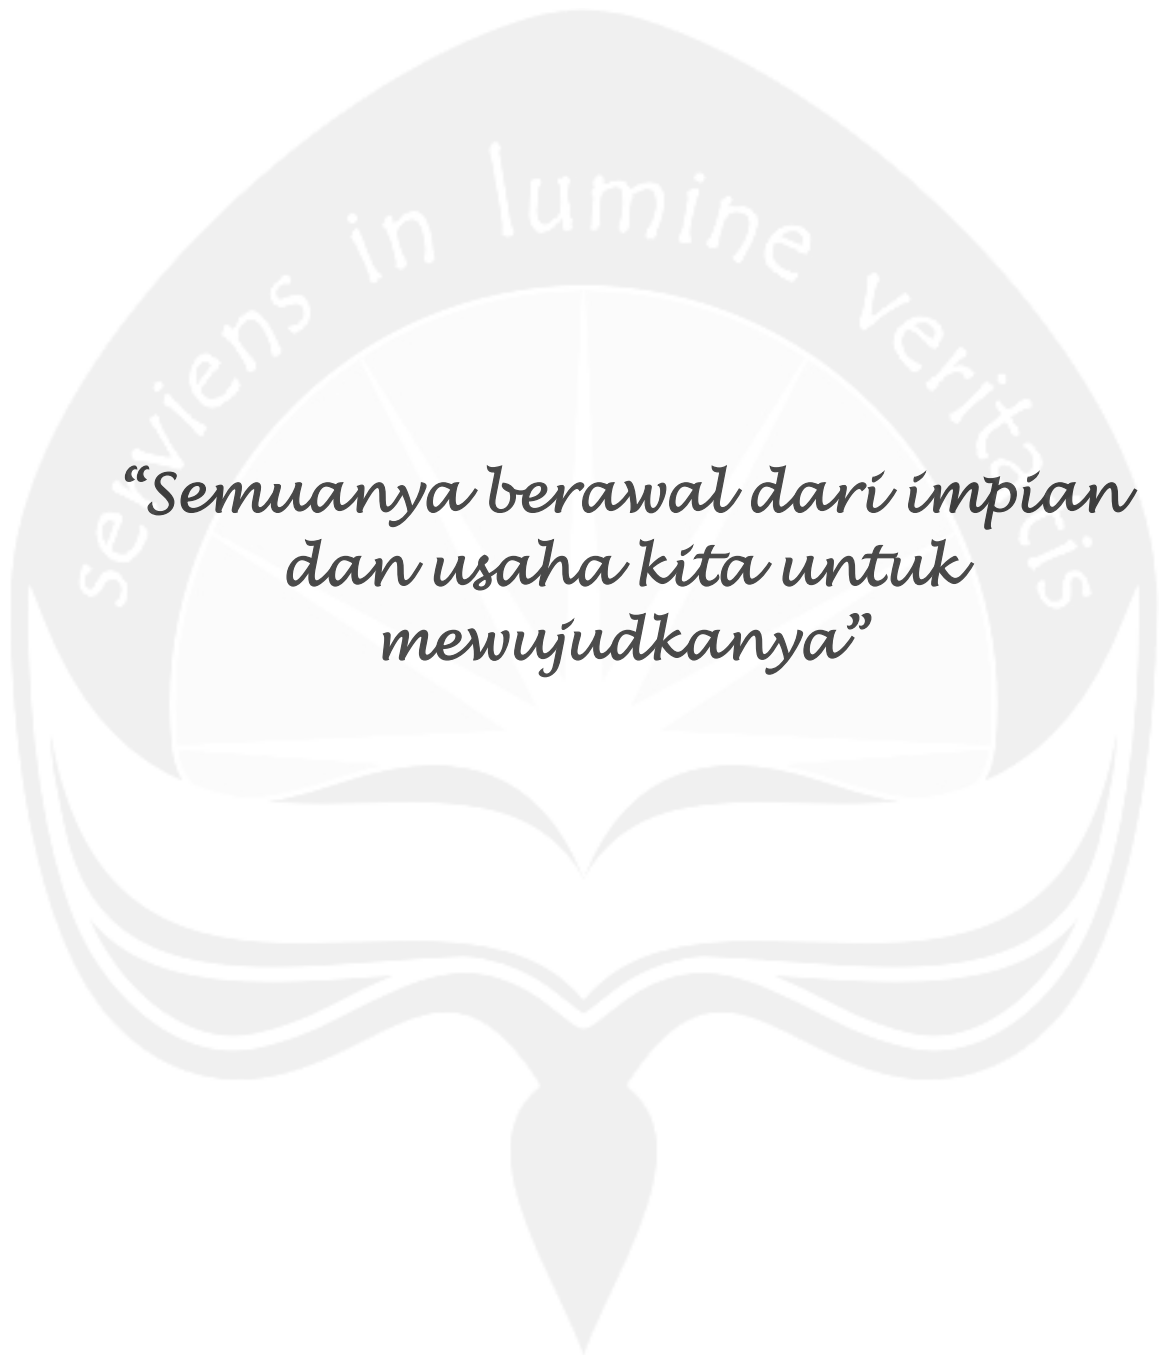 serviens in lumine veritatis
“Semuanya berawal dari impian
dan usaha kita untuk
mewujudkanya”